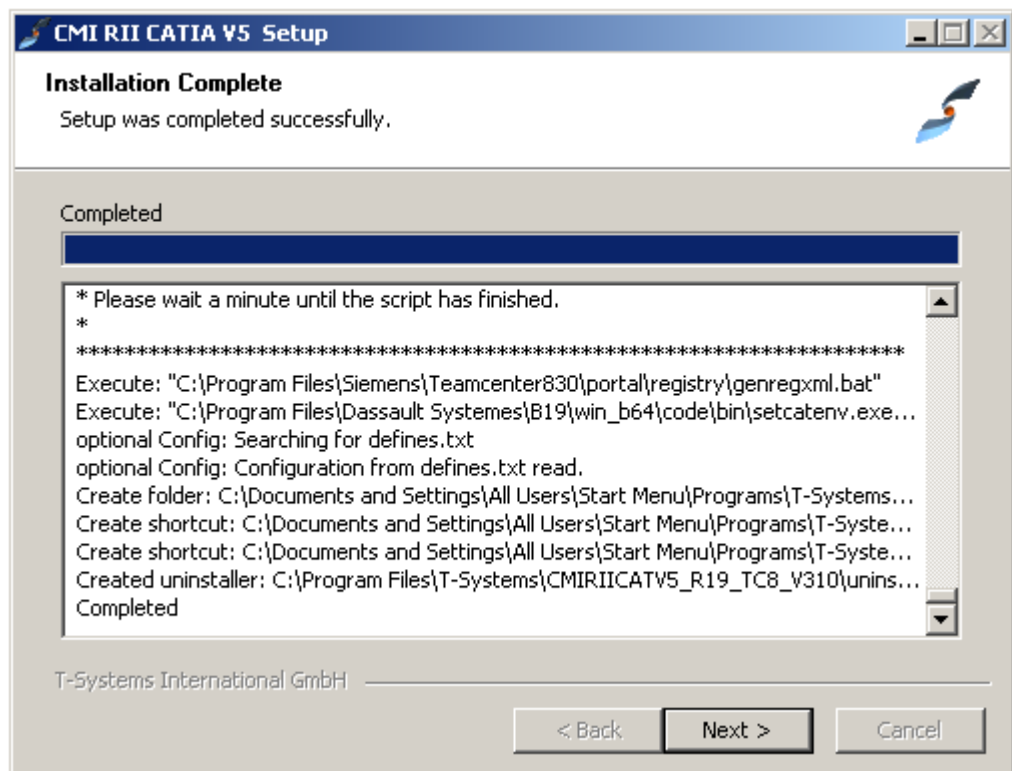 CMI RII CATIA V5 Setup
Installation Complete
Setup was completed successfully.
Completed
* Please wait a minute until the script has finished.
*
*********************************************************************
Execute: "C:\Program Files\Siemens\Teamcenter830\portal\registry\genregxml.bat"
Execute: "C:\Program Files\Dassault Systemes\B19\win_b64\code\bin\setcatenv.exe...
optional Config: Searching for defines.txt
optional Config: Configuration from defines.txt read.
Create folder: C:\Documents and Settings\All Users\Start Menu\Programs\T-Systems...
Create shortcut: C:\Documents and Settings\All Users\Start Menu\Programs\T-Syste...
Create shortcut: C:\Documents and Settings\All Users\Start Menu\Programs\T-Syste...
Created uninstaller: C:\Program Files\T-Systems\CMIRIICATV5_R19_TC8_V310\unins...
Completed
T-Systems International GmbH
< Back Next > Cancel